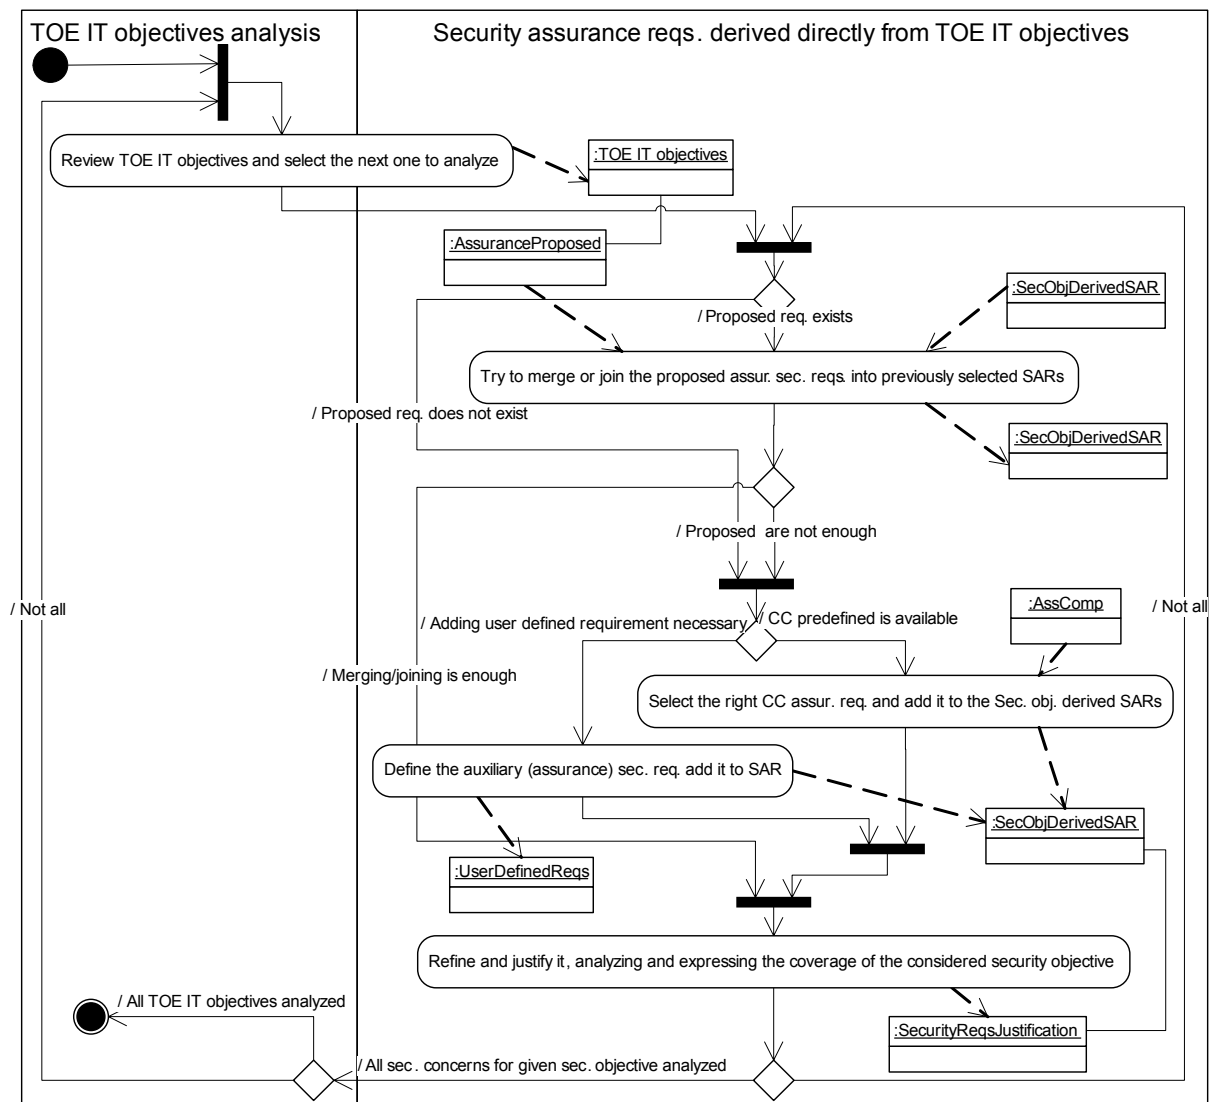 TOE IT objectives analysis
Security assurance reqs. derived directly from TOE IT objectives
Review TOE IT objectives and select the next one to analyze
:TOE IT objectives
:AssuranceProposed
:SecObjDerivedSAR
/ Proposed req. exists
Try to merge or join the proposed assur. sec. reqs. into previously selected SARs
/ Proposed req. does not exist
:SecObjDerivedSAR
/ Proposed are not enough
/ Not all
:AssComp
/ Not all
/ Adding user defined requirement necessary
/ CC predefined is available
/ Merging/joining is enough
Select the right CC assur. req. and add it to the Sec. obj. derived SARs
Define the auxiliary (assurance) sec. req. add it to SAR
:SecObjDerivedSAR
:UserDefinedReqs
Refine and justify it, analyzing and expressing the coverage of the considered security objective
/ All TOE IT objectives analyzed
:SecurityReqsJustification
/ All sec. concerns for given sec. objective analyzed